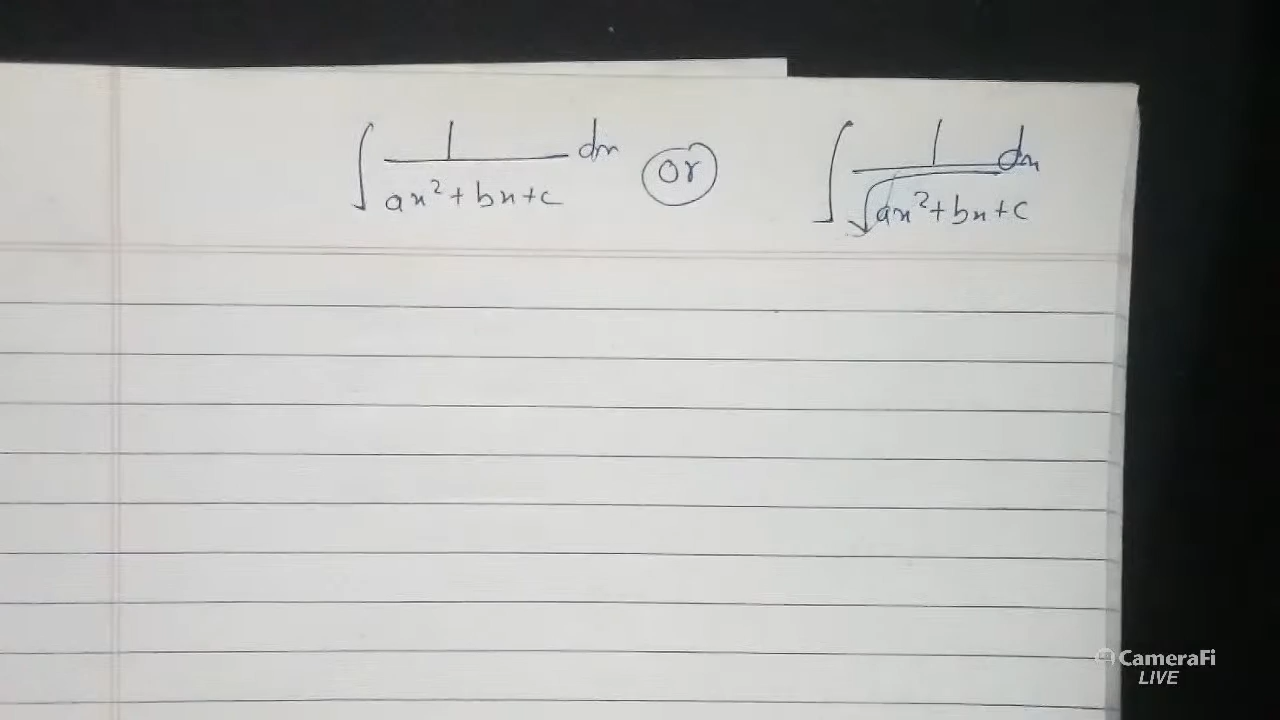 ∫ 1/(ax²+bx+c) dx or ∫ 1/√(ax²+bx+c) dx
CameraFi
LIVE